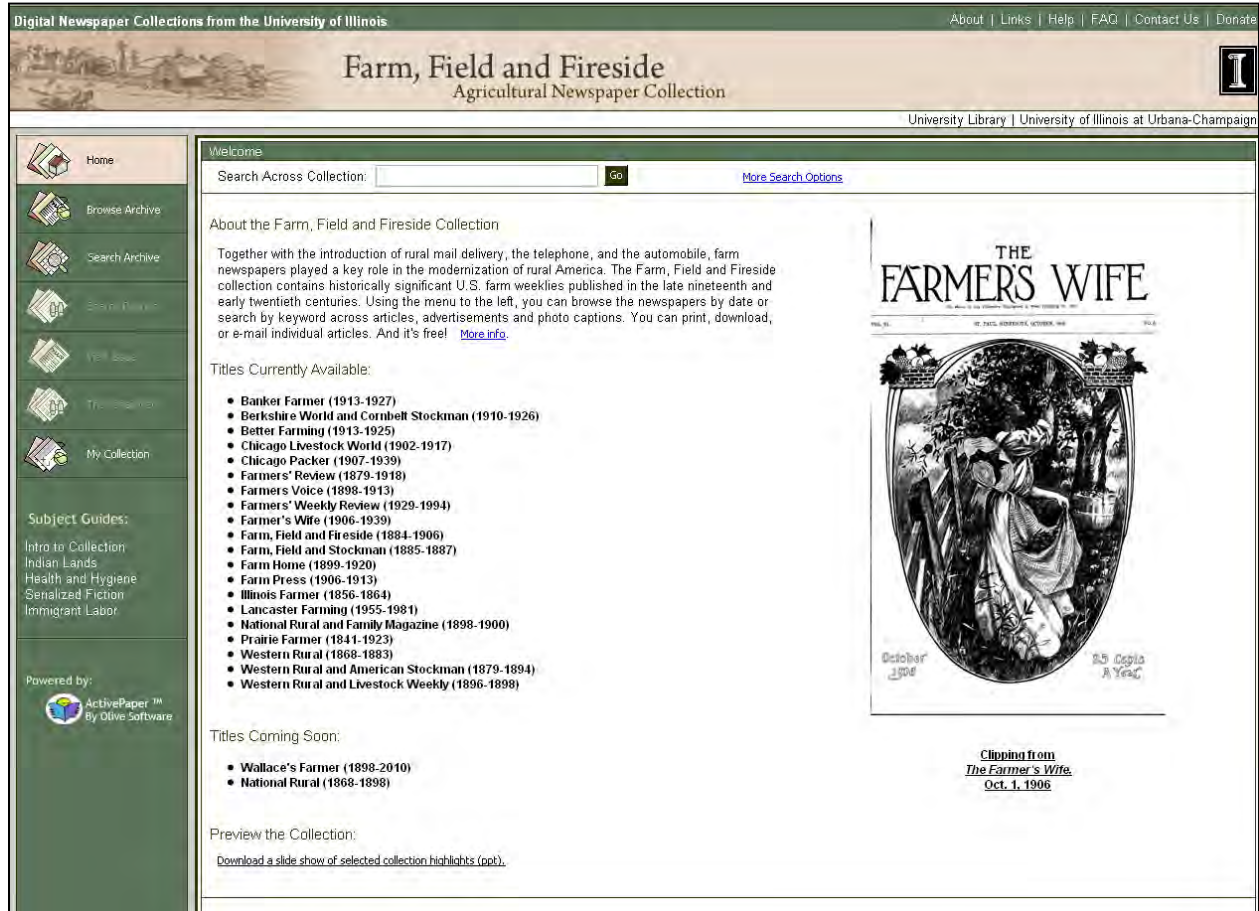 Digital Newspaper Collections from the University of Illinois
About | Links | Help | FAQ | Contact Us | Donate
Farm, Field and Fireside
Agricultural Newspaper Collection
I
University Library | University of Illinois at Urbana-Champaign
Home
Browse Archive
Search Archive
My Collection
Subject Guides:
Intro to Collection
Indian Lands
Health and Hygiene
Serialized Fiction
Immigrant Labor
Powered by:
ActivePaper ™
By Olive Software
Welcome
Search Across Collection:
Go
More Search Options
About the Farm, Field and Fireside Collection
Together with the introduction of rural mail delivery, the telephone, and the automobile, farm
newspapers played a key role in the modernization of rural America. The Farm, Field and Fireside
collection contains historically significant U.S. farm weeklies published in the late nineteenth and
early twentieth centuries. Using the menu to the left, you can browse the newspapers by date or
search by keyword across articles, advertisements and photo captions. You can print, download,
or e-mail individual articles. And it's free! More info.
Titles Currently Available:
• Banker Farmer (1913-1927)
• Berkshire World and Cornbelt Stockman (1910-1926)
• Better Farming (1913-1925)
• Chicago Livestock World (1902-1917)
• Chicago Packer (1907-1939)
• Farmers' Review (1879-1918)
• Farmers Voice (1898-1913)
• Farmers' Weekly Review (1929-1994)
• Farmer's Wife (1906-1939)
• Farm, Field and Fireside (1884-1906)
• Farm, Field and Stockman (1885-1887)
• Farm Home (1899-1920)
• Farm Press (1906-1913)
• Illinois Farmer (1856-1864)
• Lancaster Farming (1955-1981)
• National Rural and Family Magazine (1898-1900)
• Prairie Farmer (1841-1923)
• Western Rural (1868-1883)
• Western Rural and American Stockman (1879-1894)
• Western Rural and Livestock Weekly (1896-1898)
Titles Coming Soon:
• Wallace's Farmer (1898-2010)
• National Rural (1868-1898)
Preview the Collection:
Download a slide show of selected collection highlights (ppt).
THE
FARMER'S WIFE
ST. PAUL, MINNESOTA, OCTOBER,
October
1906
25 Cents
A Year
Clipping from
The Farmer's Wife,
Oct. 1, 1906